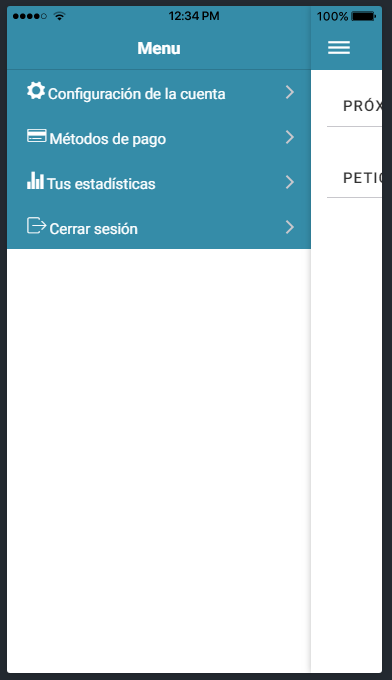 12:34 PM
100%
Menu
Configuración de la cuenta
Métodos de pago
Tus estadísticas
Cerrar sesión
PRÓX
PETIC